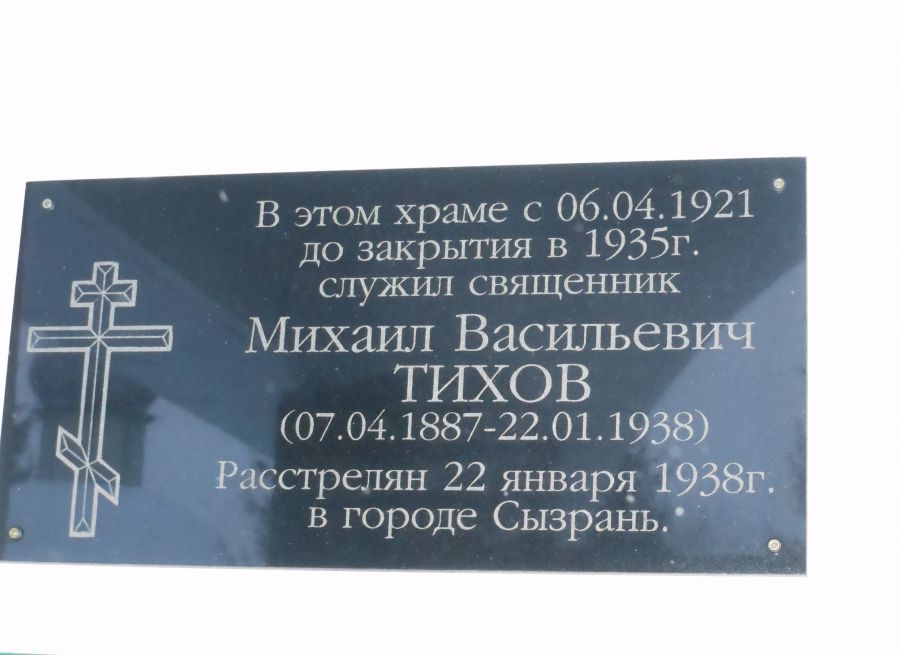 В этом храме с 06.04.1921
до закрытия в 1935г.
служил священник
Михаил Васильевич
ТИХОВ
(07.04.1887-22.01.1938)
Расстрелян 22 января 1938г.
в городе Сызрань.